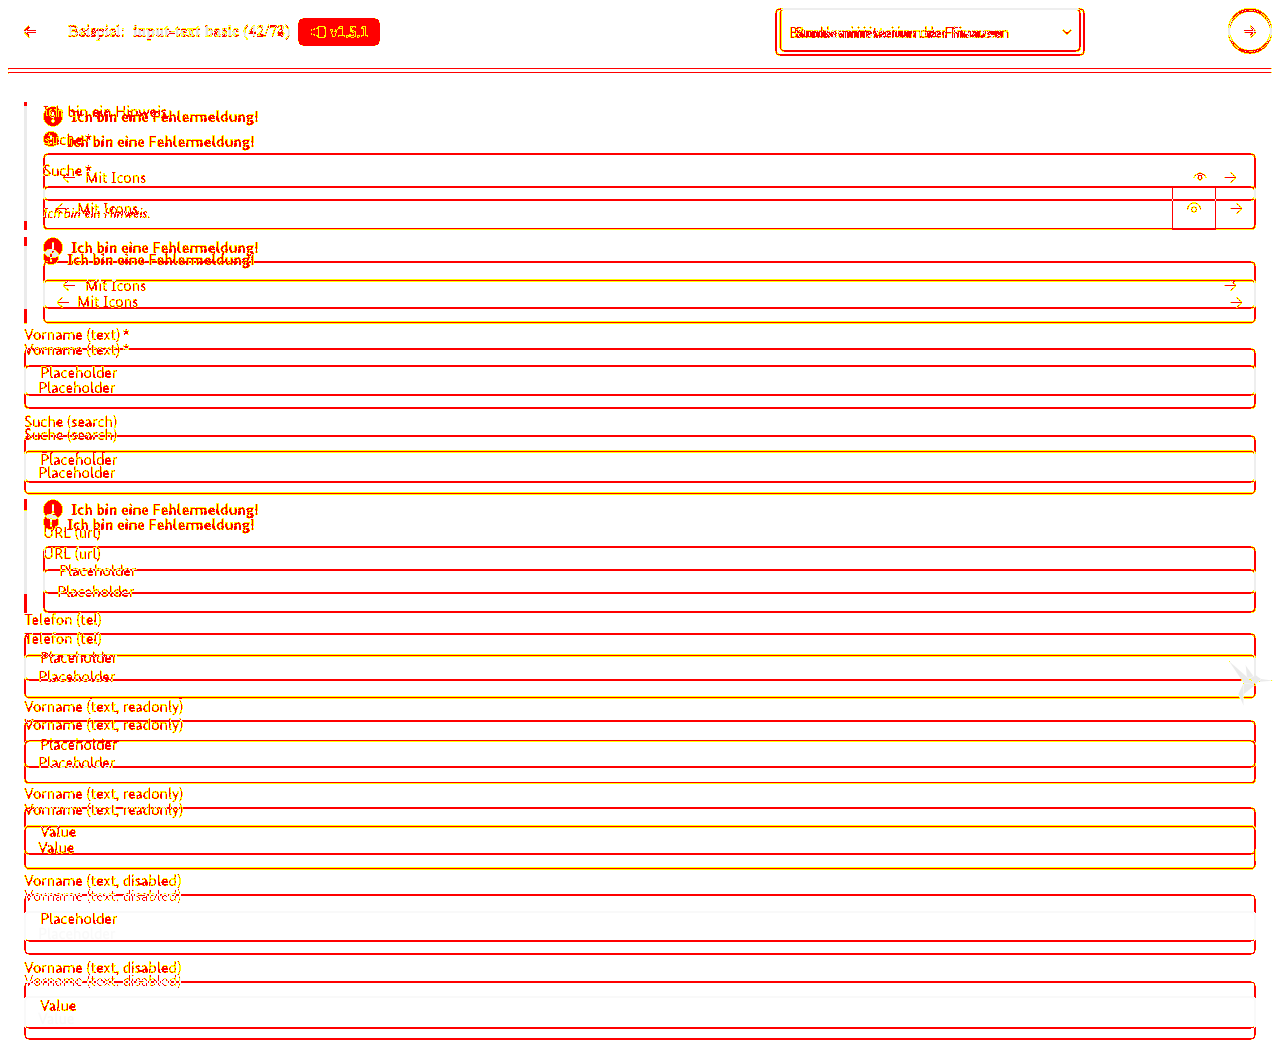 Beispiel: input-text basic (42/7
v1.5.1
Ich bin ein Hinweis.
Ich bin eine Fehlermeldung!
Suche *
Ich bin eine Fehlermeldung!
Suche *
Mit Icons
Mit Icons
Ich bin ein Hinweis.
Ich bin eine Fehlermeldung!
Ich bin eine Fehlermeldung!
Mit Icons
Mit Icons
Vorname (text) *
Vorname (text) *
Placeholder
Placeholder
Suche (search)
Suche (search)
Placeholder
Placeholder
Ich bin eine Fehlermeldung!
Ich bin eine Fehlermeldung!
URL (url)
URL (url)
Placeholder
Placeholder
Telefon (tel)
Telefon (tel)
Placeholder
Placeholder
Vorname (text, readonly)
Vorname (text, readonly)
Placeholder
Placeholder
Vorname (text, readonly)
Vorname (text, readonly)
Value
Value
Vorname (text, disabled)
Vorname (text, disabled)
Placeholder
Vorname (text, disabled)
Vorname (text, disabled)
Value